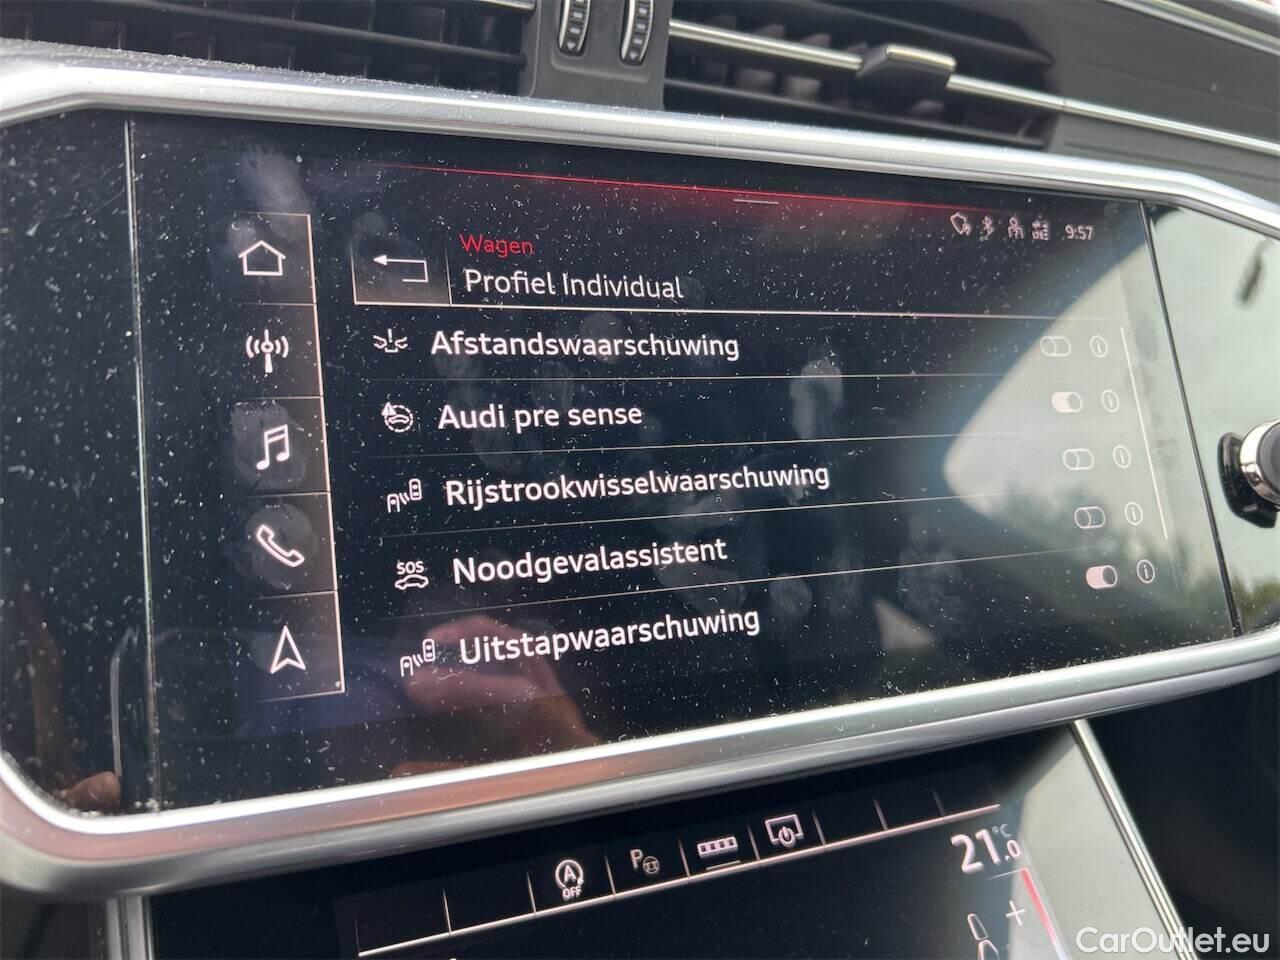 Wagen
Profiel Individual
9:57
Afstandswaarschuwing
Audi pre sense
Rijstrookwisselwaarschuwing
SOS
Noodgevalassistent
Uitstapwaarschuwing
A
OFF
P
21.0 °C
+
CarOutlet.eu